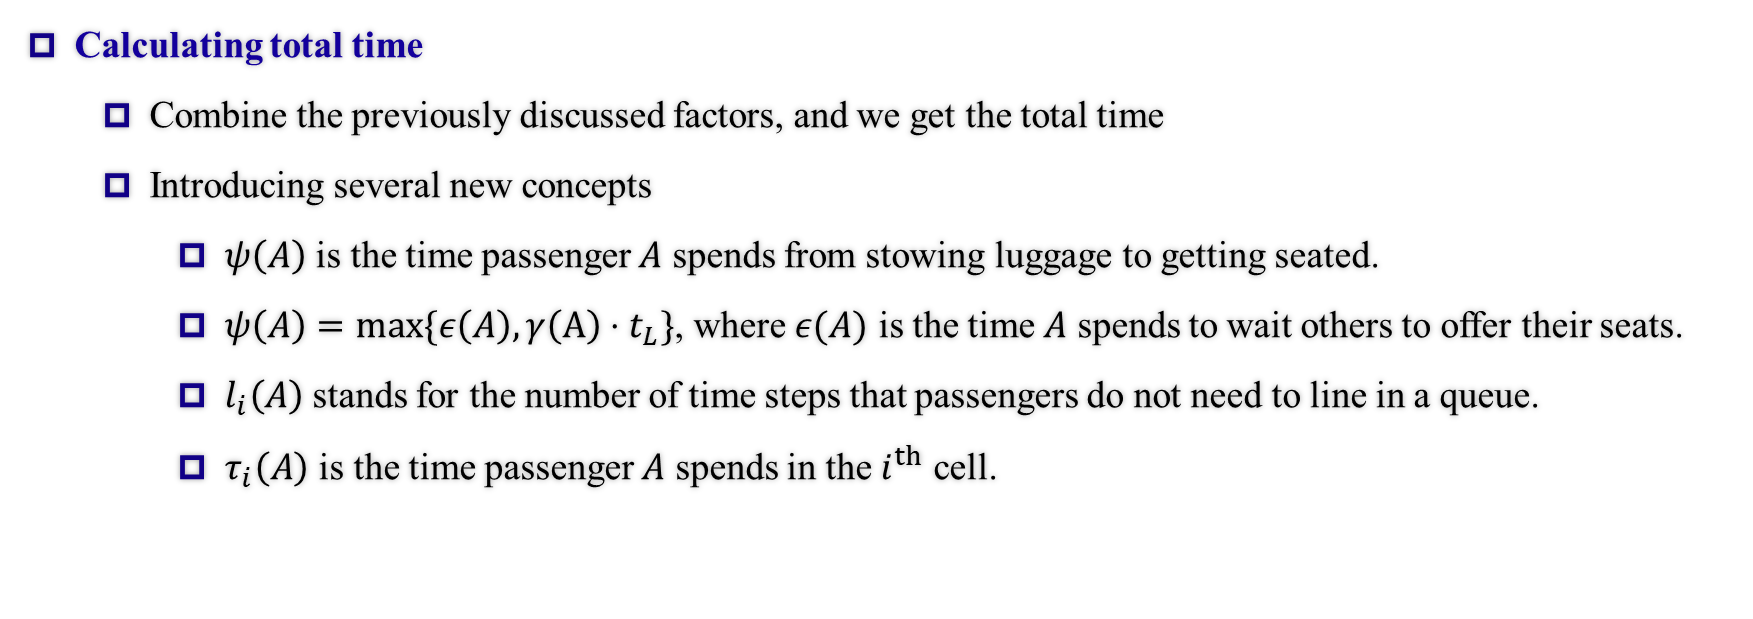 Calculating total time
Combine the previously discussed factors, and we get the total time
Introducing several new concepts
ψ(A) is the time passenger A spends from stowing luggage to getting seated.
ψ(A) = max{ϵ(A), γ(A) · t_L}, where ϵ(A) is the time A spends to wait others to offer their seats.
l_i(A) stands for the number of time steps that passengers do not need to line in a queue.
τ_i(A) is the time passenger A spends in the i^th cell.